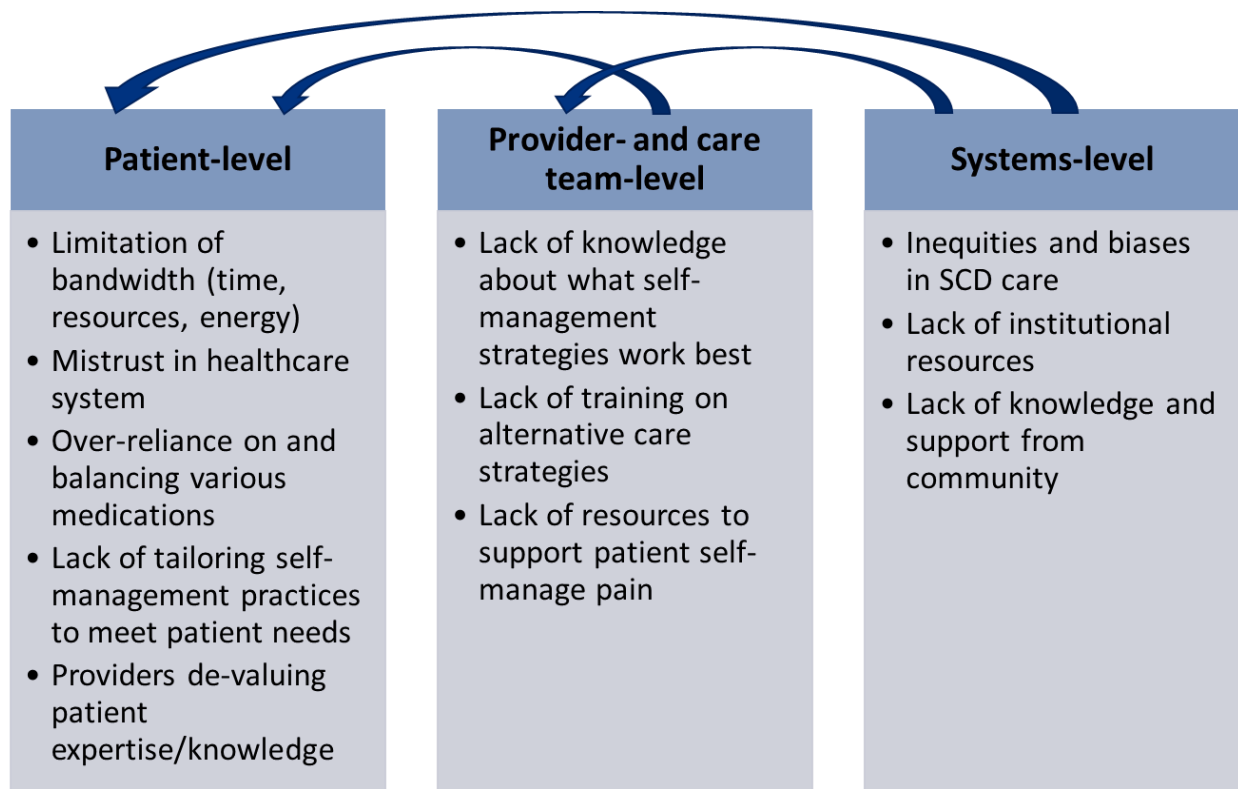 Patient-level
• Limitation of
bandwidth (time,
resources, energy)
• Mistrust in healthcare
system
• Over-reliance on and
balancing various
medications
• Lack of tailoring self-
management practices
to meet patient needs
• Providers de-valuing
patient
expertise/knowledge
Provider- and care
team-level
• Lack of knowledge
about what self-
management
strategies work best
• Lack of training on
alternative care
strategies
• Lack of resources to
support patient self-
manage pain
Systems-level
• Inequities and biases
in SCD care
• Lack of institutional
resources
• Lack of knowledge and
support from
community